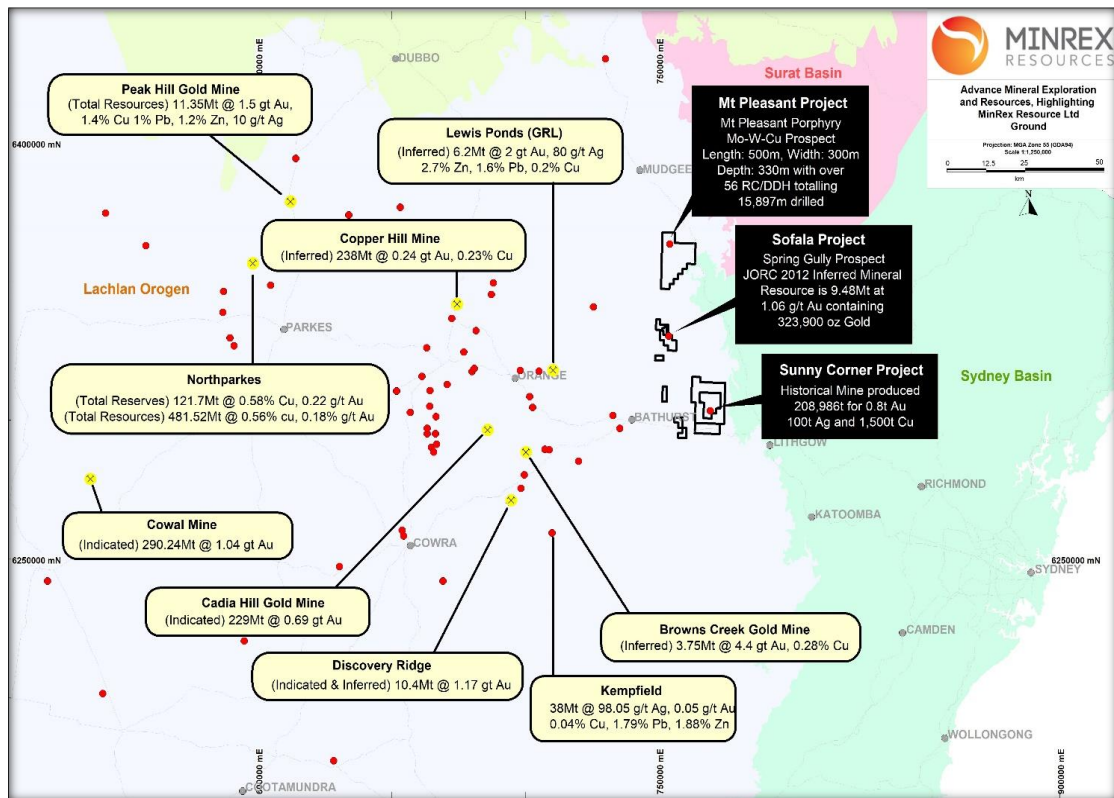 MINREX
RESOURCES
Advance Mineral Exploration
and Resources, Highlighting
MinRex Resource Ltd
Ground
Projection: MGA Zone 55 (GDA94)
Scale 1:1,250,000
0 12.5 25 50
km
N
750000 mE
DUBBO
Surat Basin
Peak Hill Gold Mine
(Total Resources) 11.35Mt @ 1.5 gt Au,
1.4% Cu 1% Pb, 1.2% Zn, 10 g/t Ag
6400000 mN
Lewis Ponds (GRL)
(Inferred) 6.2Mt @ 2 gt Au, 80 g/t Ag
2.7% Zn, 1.6% Pb, 0.2% Cu
MUDGEE
Mt Pleasant Project
Mt Pleasant Porphyry
Mo-W-Cu Prospect
Length: 500m, Width: 300m
Depth: 330m with over
56 RC/DDH totalling
15,897m drilled
Copper Hill Mine
(Inferred) 238Mt @ 0.24 gt Au, 0.23% Cu
Sofala Project
Spring Gully Prospect
JORC 2012 Inferred Mineral
Resource is 9.48Mt at
1.06 g/t Au containing
323,900 oz Gold
Lachlan Orogen
PARKES
Northparkes
(Total Reserves) 121.7Mt @ 0.58% Cu, 0.22 g/t Au
(Total Resources) 481.52Mt @ 0.56% cu, 0.18% g/t Au
ORANGE
BATHURST
Sunny Corner Project
Historical Mine produced
208,986t for 0.8t Au
100t Ag and 1,500t Cu
Sydney Basin
LITHGOW
RICHMOND
KATOOMBA
Cowal Mine
(Indicated) 290.24Mt @ 1.04 gt Au
COWRA
6250000 mN
6250000 mN
SYDNEY
Cadia Hill Gold Mine
(Indicated) 229Mt @ 0.69 gt Au
Browns Creek Gold Mine
(Inferred) 3.75Mt @ 4.4 gt Au, 0.28% Cu
CAMDEN
Discovery Ridge
(Indicated & Inferred) 10.4Mt @ 1.17 gt Au
Kempfield
38Mt @ 98.05 g/t Ag, 0.05 g/t Au
0.04% Cu, 1.79% Pb, 1.88% Zn
WOLLONGONG
COOTAMUNDRA
750000 mE
900000 mE